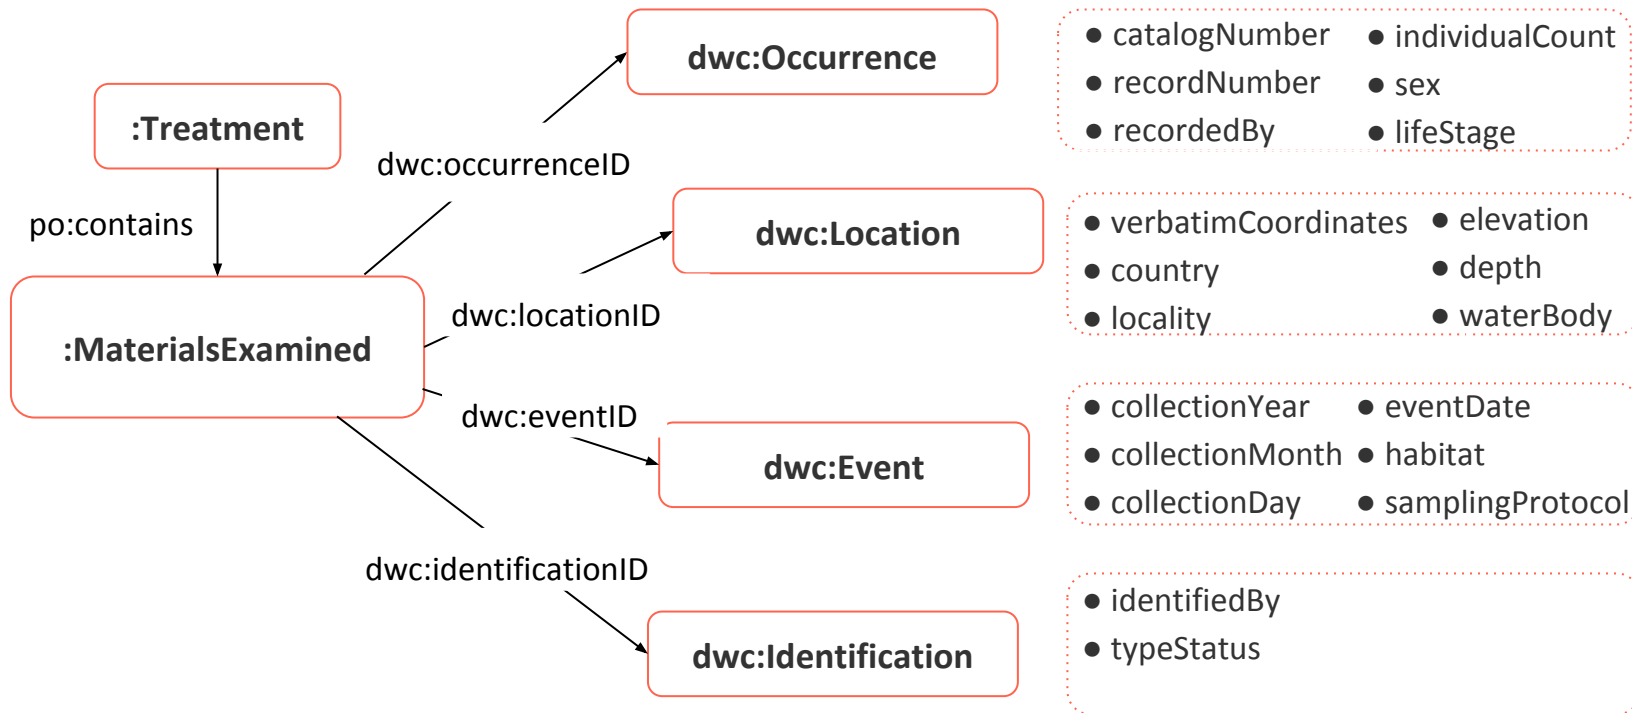 :Treatment
po:contains
:MaterialsExamined
dwc:occurrenceID
dwc:locationID
dwc:eventID
dwc:identificationID
dwc:Occurrence
● catalogNumber ● individualCount
● recordNumber ● sex
● recordedBy ● lifeStage
dwc:Location
● verbatimCoordinates ● elevation
● country ● depth
● locality ● waterBody
dwc:Event
● collectionYear ● eventDate
● collectionMonth ● habitat
● collectionDay ● samplingProtocol
dwc:Identification
● identifiedBy
● typeStatus